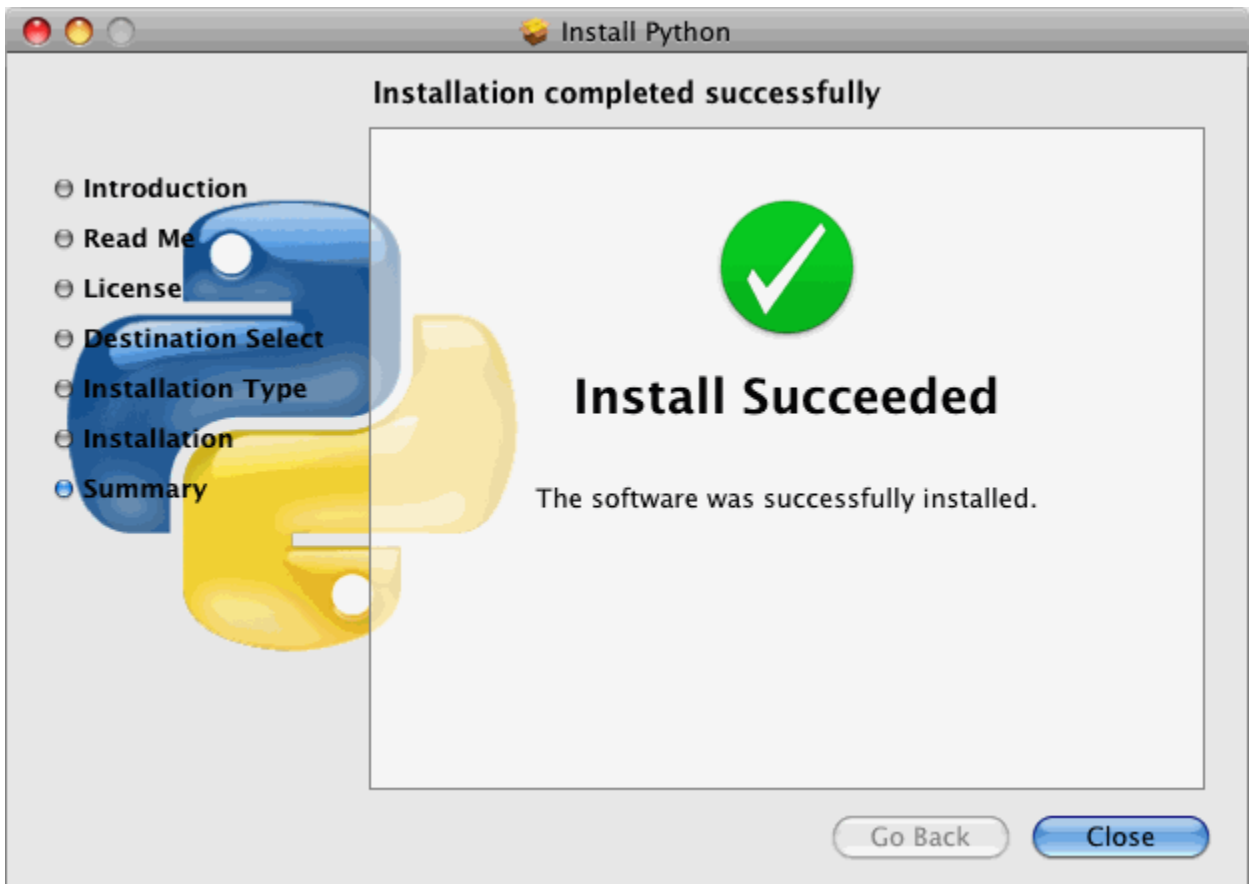 Install Python
Installation completed successfully
Introduction
Read Me
License
Destination Select
Installation Type
Installation
Summary
Install Succeeded
The software was successfully installed.
Go Back
Close